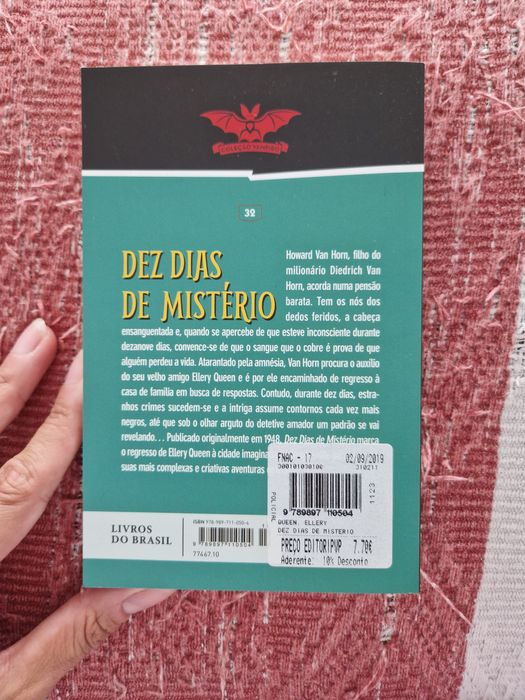 COLEÇÃO VAMPIRO
32
DEZ DIAS
DE MISTÉRIO
Howard Van Horn, filho do
milionário Diedrich Van
Horn, acorda numa pensão
barata. Tem os nós dos
dedos feridos, a cabeça
ensanguentada e, quando se apercebe de que esteve inconsciente durante
dezanove dias, convence-se de que o sangue que o cobre é prova de que
alguém perdeu a vida. Atarantado pela amnésia, Van Horn procura o auxílio
do seu velho amigo Ellery Queen e é por ele encaminhado de regresso à
casa de família em busca de respostas. Contudo, durante dez dias, estra-
nhos crimes sucedem-se e a intriga assume contornos cada vez mais
negros, até que sob o olhar arguto do detetive amador um padrão se vai
revelando... Publicado originalmente em 1948, Dez Dias de Mistério marca
o regresso de Ellery Queen à cidade
suas mais complexas e criativas aventuras
FNAC - 17 02/09/2019
310211
1123
POLICIAL
9 789897 110504
QUEEN, ELLERY
DEZ DIAS DE MISTERIO
PREÇO EDITOR|PVP 7.70€
Aderente: 10% Desconto
LIVROS
DO BRASIL
ISBN 978-989-711-050-4
9 789897 110504
77467.10